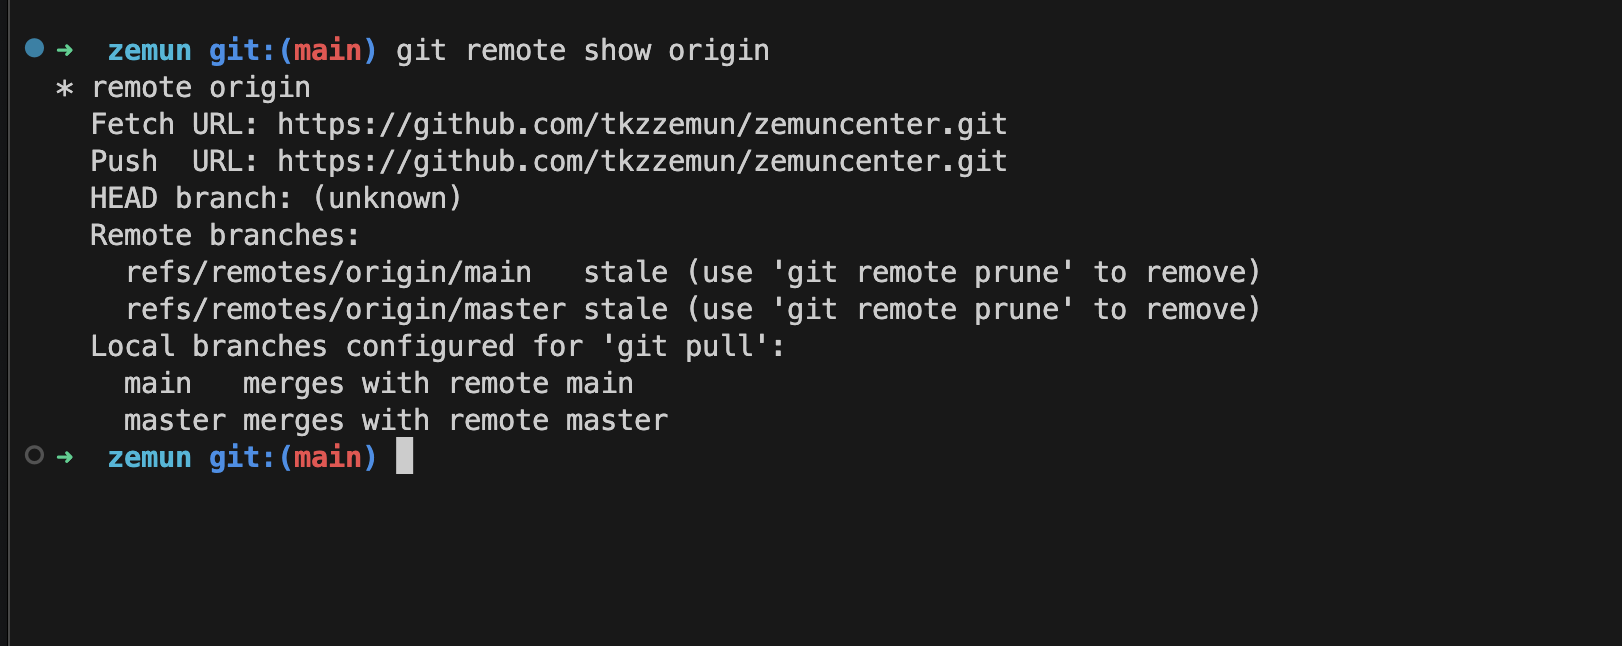 ➜  zemun git:(main) git remote show origin
* remote origin
  Fetch URL: https://github.com/tkzzemun/zemuncenter.git
  Push  URL: https://github.com/tkzzemun/zemuncenter.git
  HEAD branch: (unknown)
  Remote branches:
    refs/remotes/origin/main   stale (use 'git remote prune' to remove)
    refs/remotes/origin/master stale (use 'git remote prune' to remove)
  Local branches configured for 'git pull':
    main   merges with remote main
    master merges with remote master
➜  zemun git:(main)